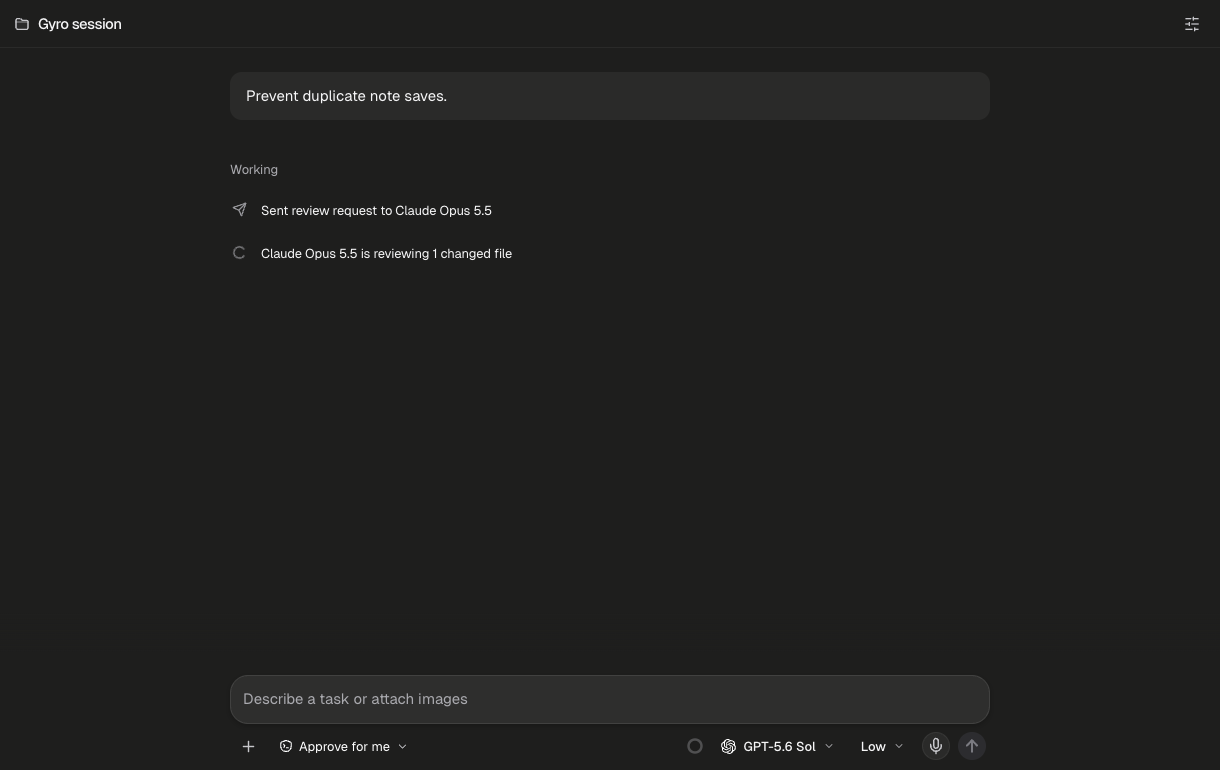 Gyro session
Prevent duplicate note saves.
Working
Sent review request to Claude Opus 5.5
Claude Opus 5.5 is reviewing 1 changed file
Describe a task or attach images
Approve for me
GPT-5.6 Sol
Low